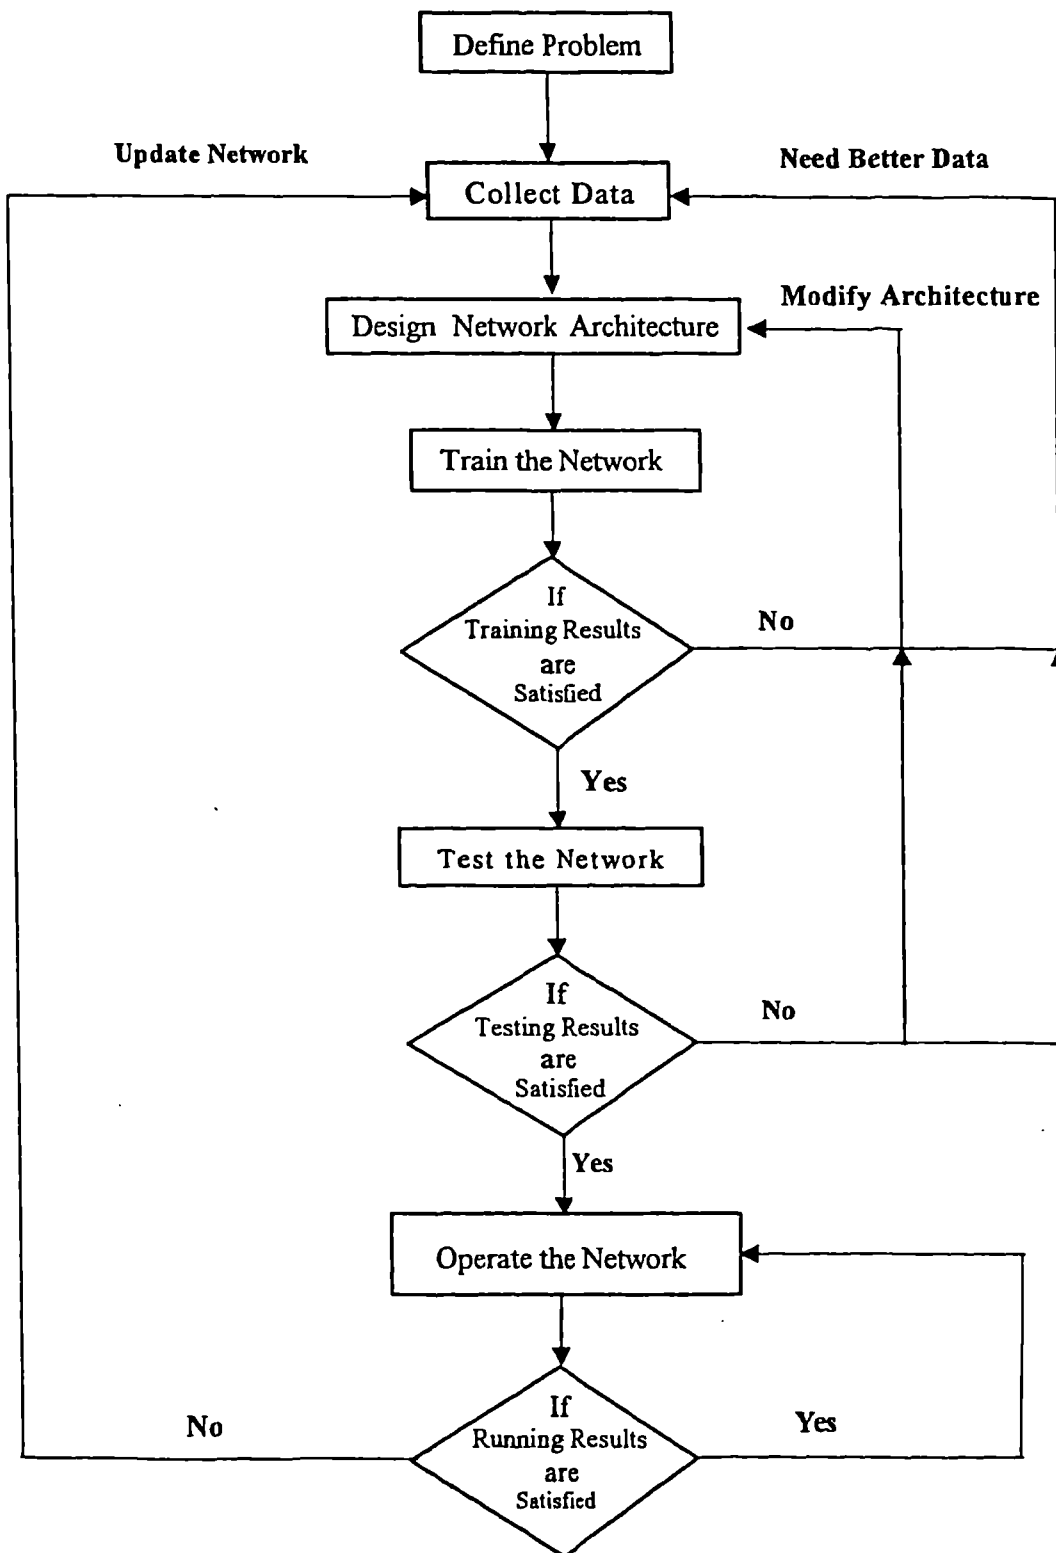 Define Problem
Update Network
Need Better Data
Collect Data
Modify Architecture
Design Network Architecture
Train the Network
If
Training Results
are
Satisfied
No
Yes
Test the Network
If
Testing Results
are
Satisfied
No
Yes
Operate the Network
If
Running Results
are
Satisfied
No
Yes